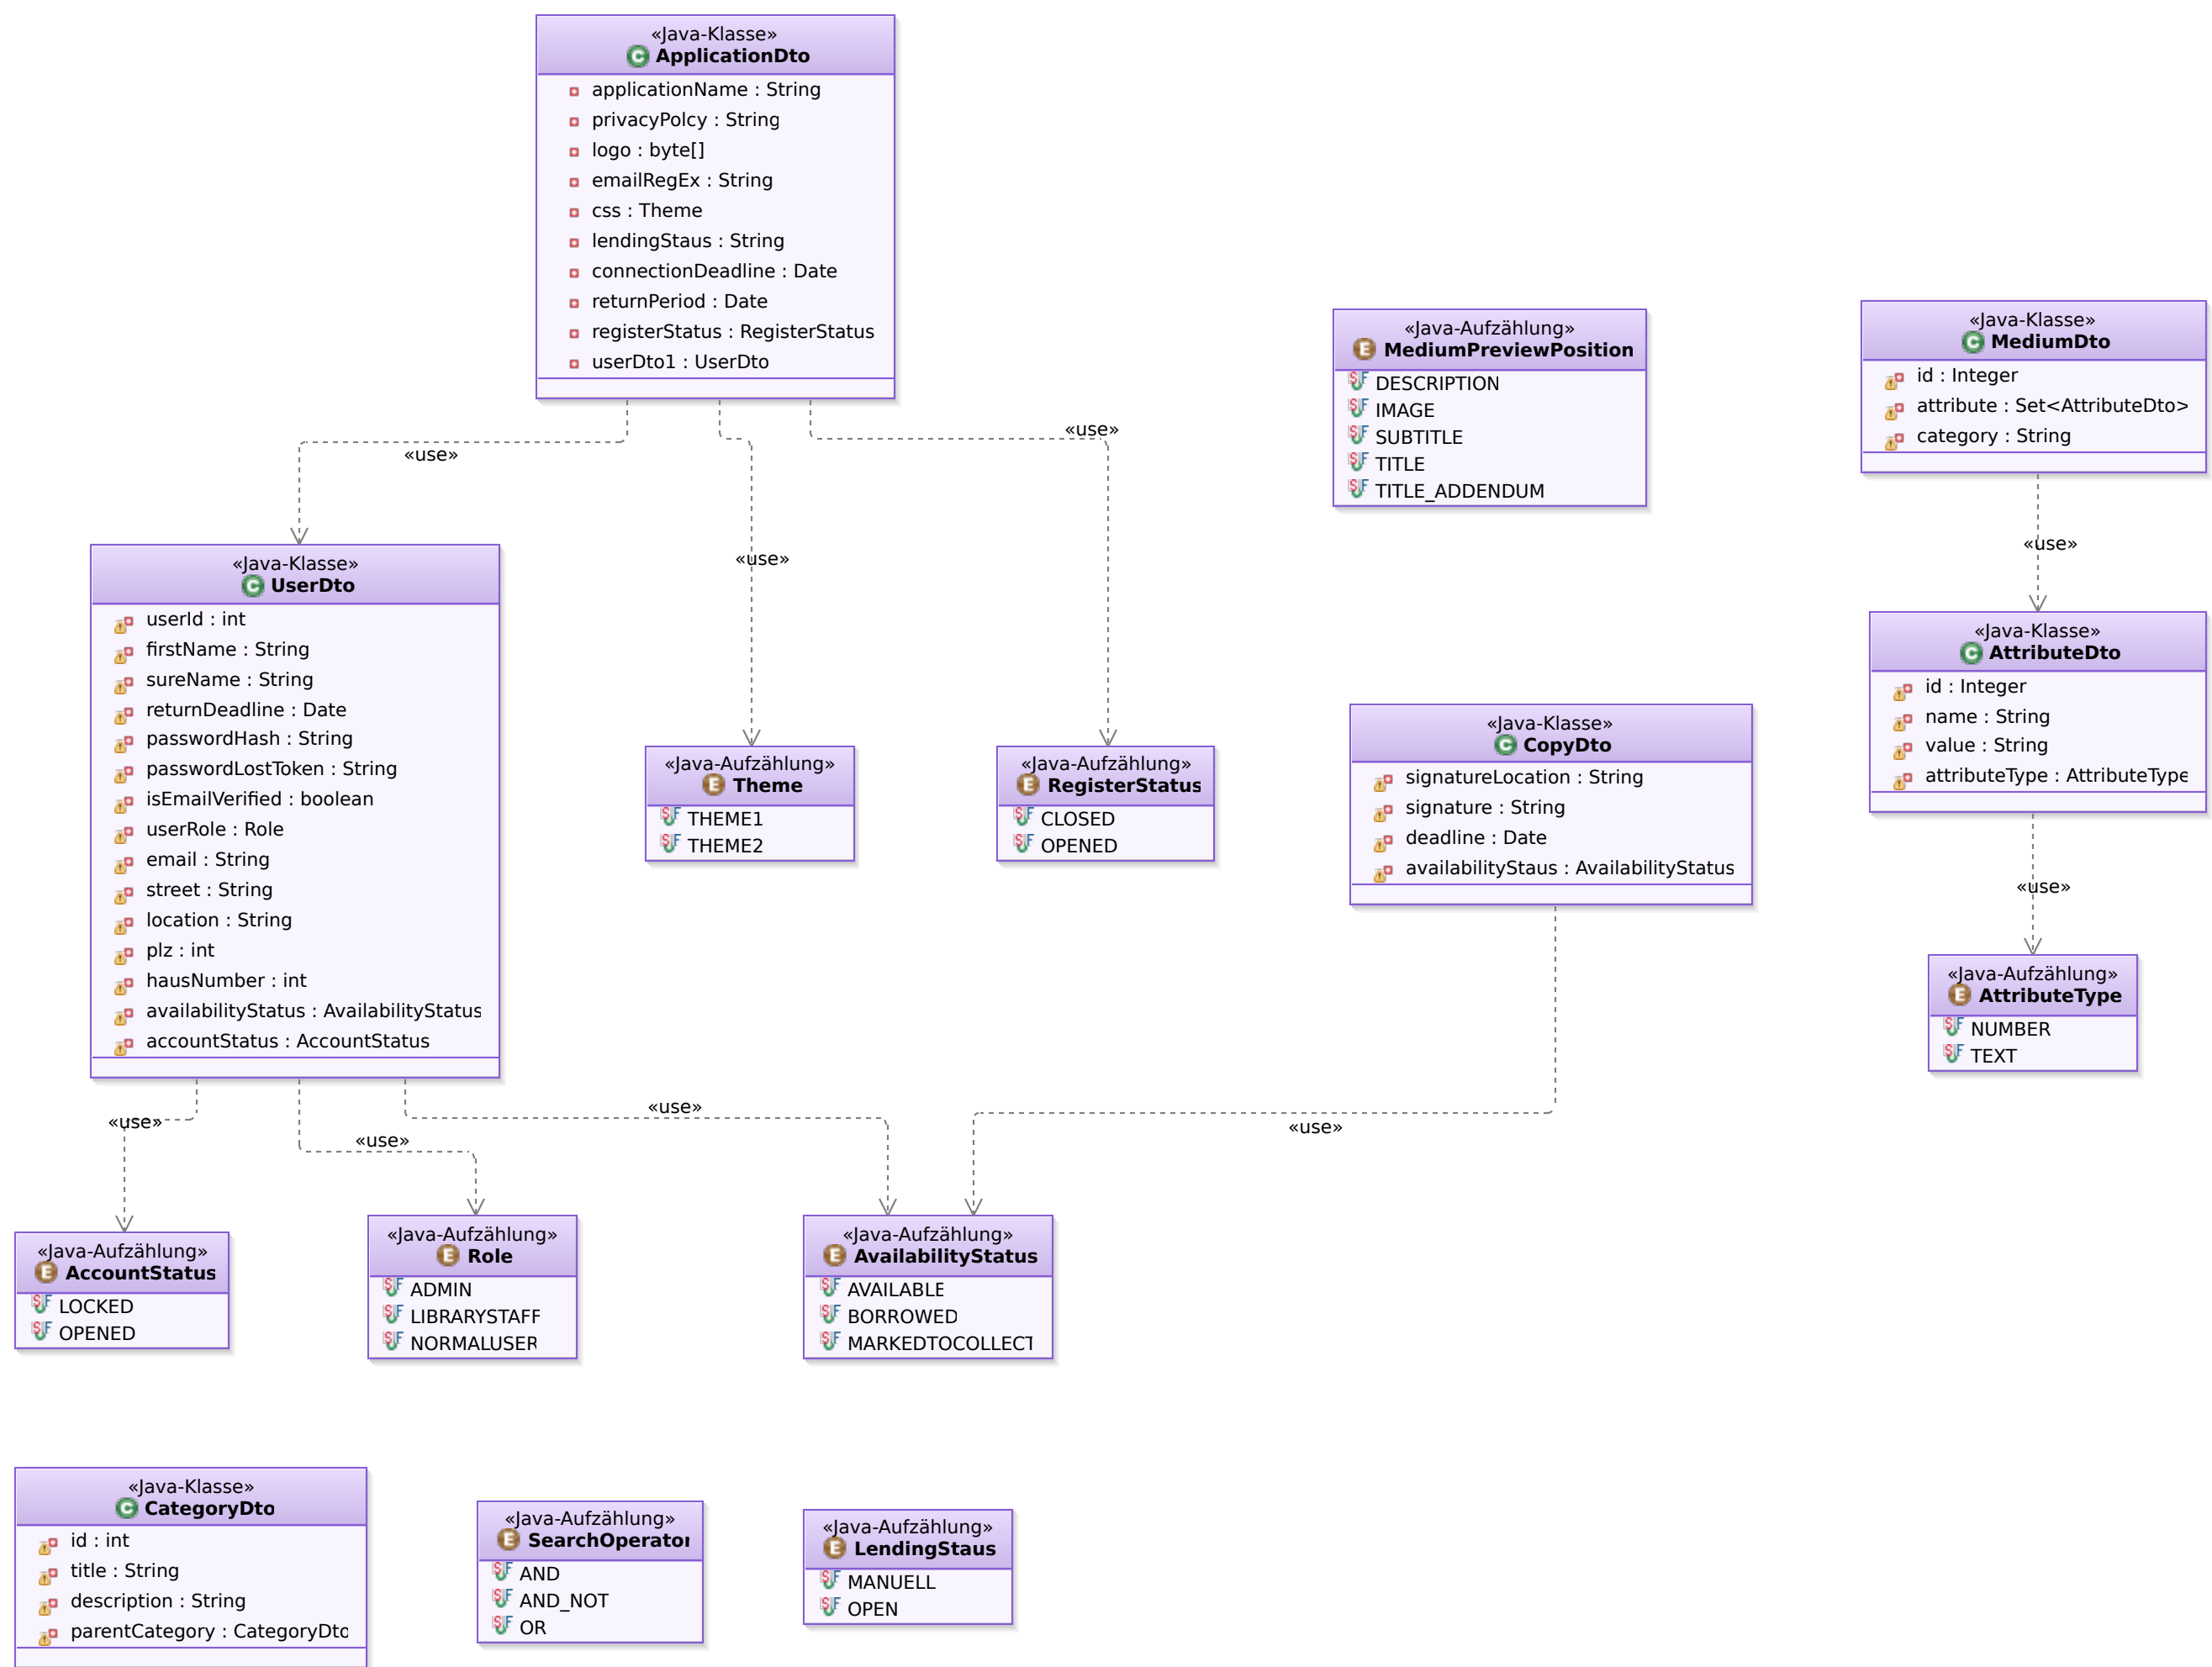 «Java-Klasse»
ApplicationDto
applicationName : String
privacyPolcy : String
logo : byte[]
emailRegEx : String
css : Theme
lendingStaus : String
connectionDeadline : Date
returnPeriod : Date
registerStatus : RegisterStatus
userDto1 : UserDto
«use»
«use»
«use»
«Java-Aufzählung»
MediumPreviewPosition
DESCRIPTION
IMAGE
SUBTITLE
TITLE
TITLE_ADDENDUM
«Java-Klasse»
MediumDto
id : Integer
attribute : Set<AttributeDto>
category : String
«use»
«Java-Klasse»
UserDto
userId : int
firstName : String
sureName : String
returnDeadline : Date
passwordHash : String
passwordLostToken : String
isEmailVerified : boolean
userRole : Role
email : String
street : String
location : String
plz : int
hausNumber : int
availabilityStatus : AvailabilityStatus
accountStatus : AccountStatus
«Java-Aufzählung»
Theme
THEME1
THEME2
«Java-Aufzählung»
RegisterStatus
CLOSED
OPENED
«Java-Klasse»
CopyDto
signatureLocation : String
signature : String
deadline : Date
availabilityStaus : AvailabilityStatus
«Java-Klasse»
AttributeDto
id : Integer
name : String
value : String
attributeType : AttributeType
«use»
«Java-Aufzählung»
AttributeType
NUMBER
TEXT
«use»
«use»
«use»
«use»
«Java-Aufzählung»
AccountStatus
LOCKED
OPENED
«Java-Aufzählung»
Role
ADMIN
LIBRARYSTAFF
NORMALUSER
«Java-Aufzählung»
AvailabilityStatus
AVAILABLE
BORROWED
MARKEDTOCOLLECT
«Java-Klasse»
CategoryDto
id : int
title : String
description : String
parentCategory : CategoryDto
«Java-Aufzählung»
SearchOperator
AND
AND_NOT
OR
«Java-Aufzählung»
LendingStaus
MANUELL
OPEN